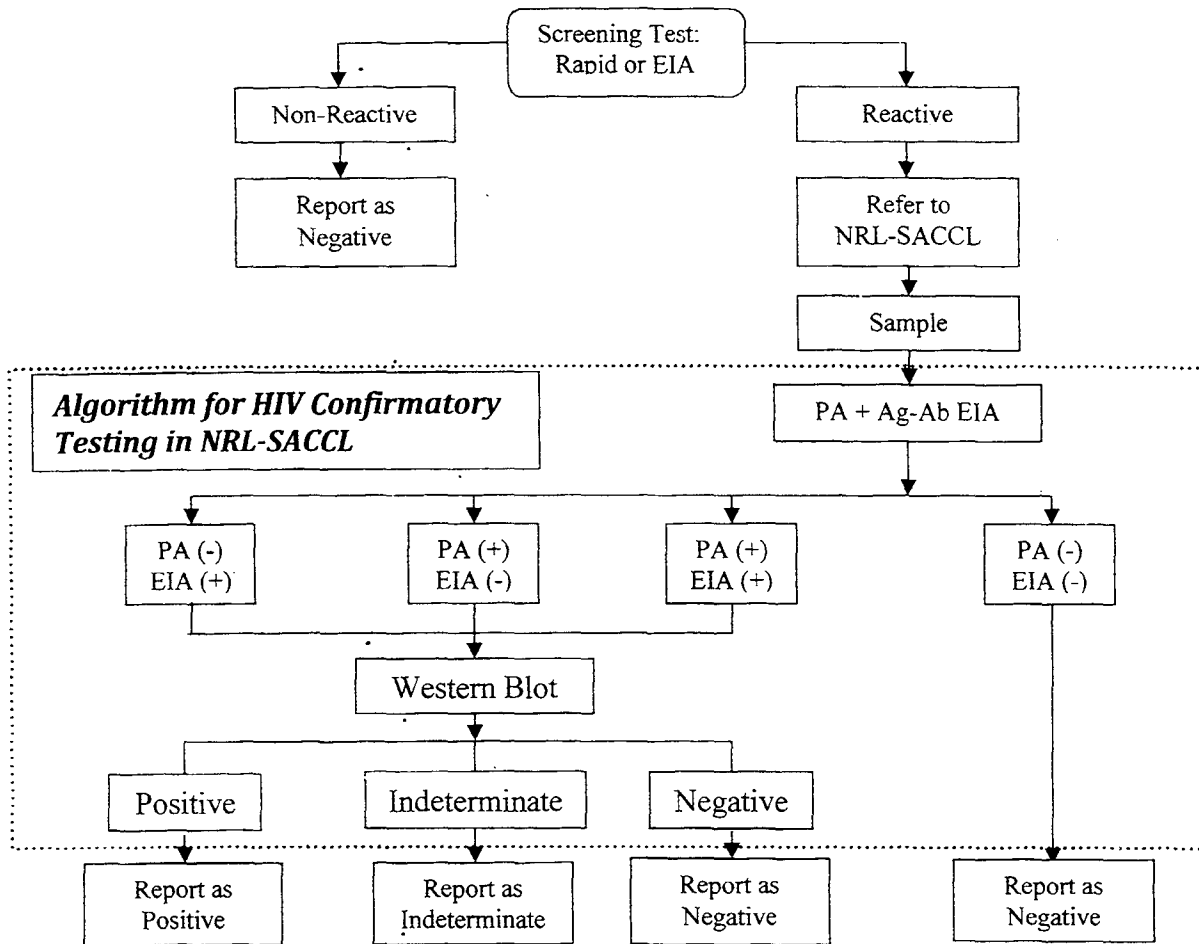 Screening Test:
Rapid or EIA
Non-Reactive
Reactive
Report as
Negative
Refer to
NRL-SACCL
Sample
Algorithm for HIV Confirmatory
Testing in NRL-SACCL
PA + Ag-Ab EIA
PA (-)
EIA (+)
PA (+)
EIA (-)
PA (+)
EIA (+)
PA (-)
EIA (-)
Western Blot
Positive
Indeterminate
Negative
Report as
Positive
Report as
Indeterminate
Report as
Negative
Report as
Negative